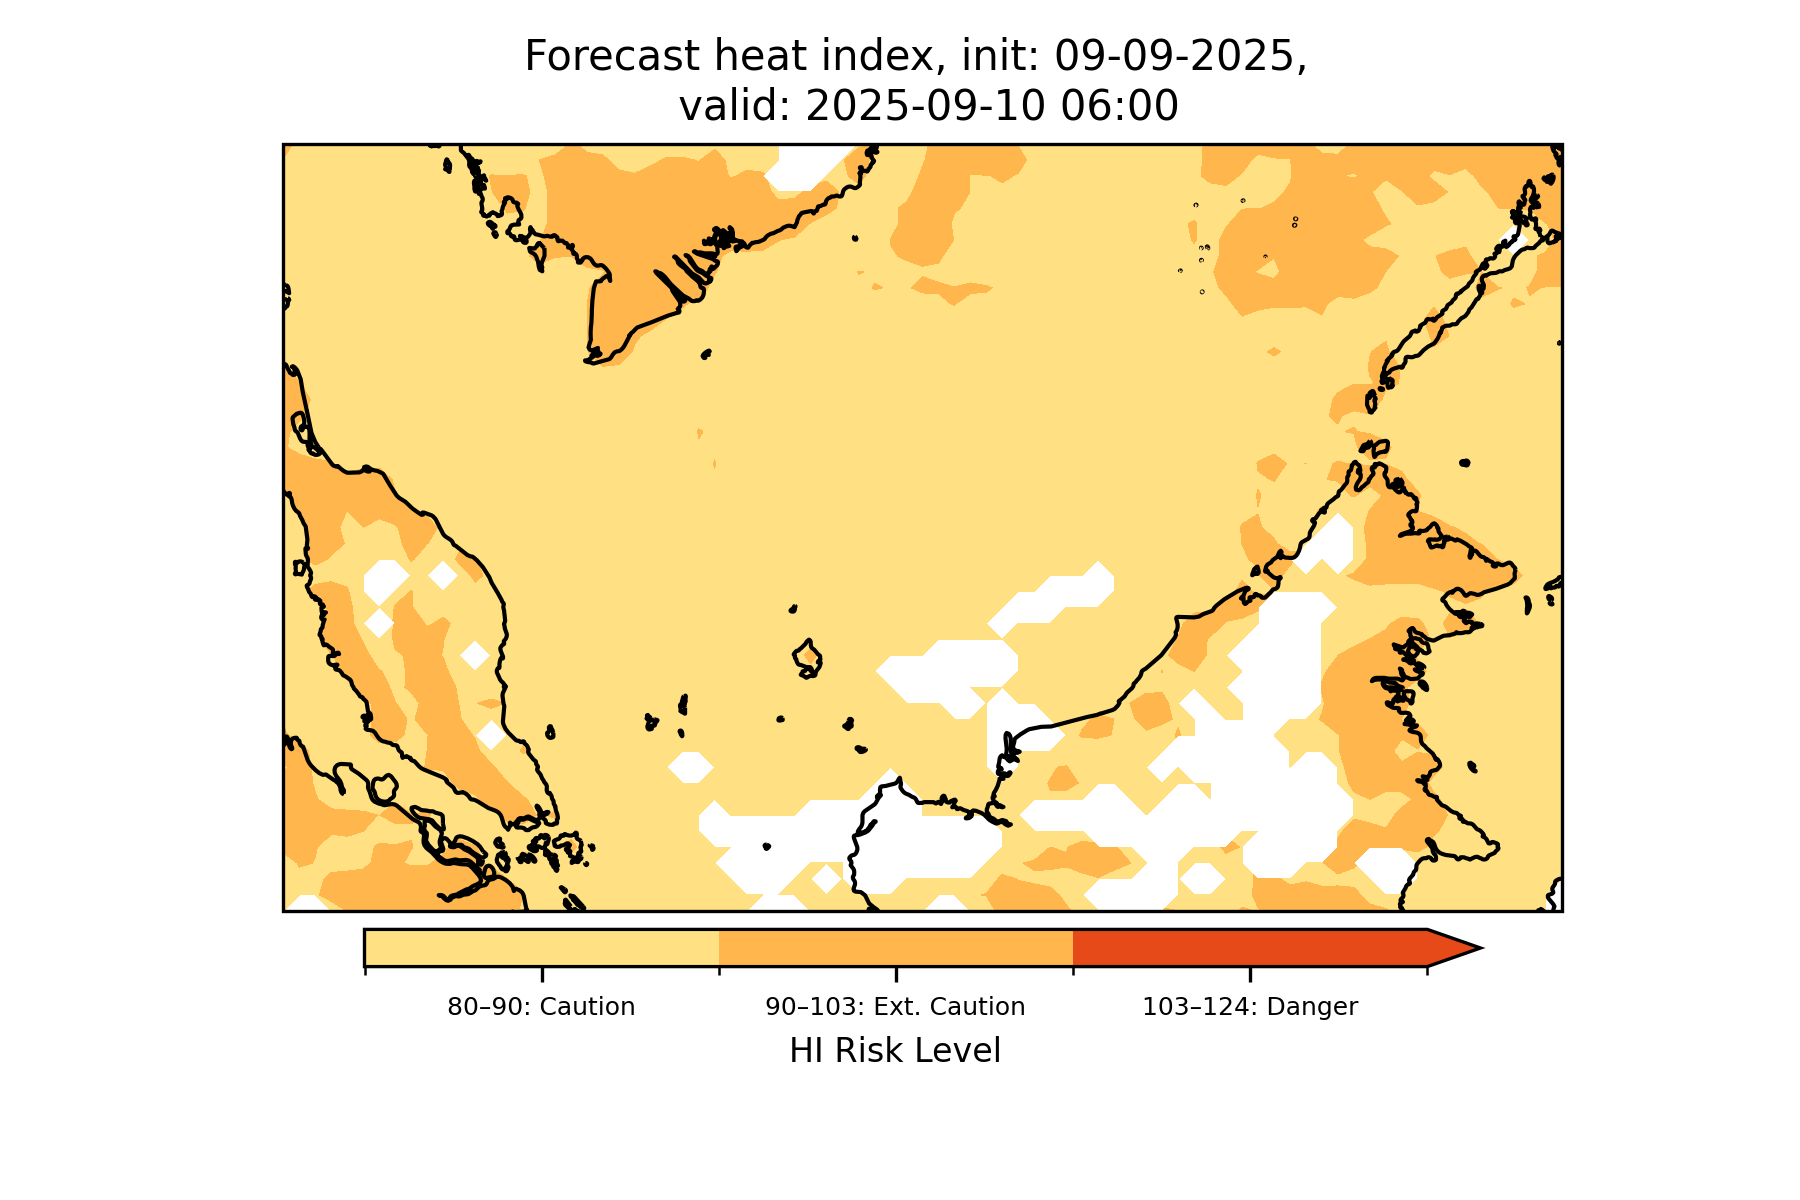 Forecast heat index, init: 09-09-2025,
valid: 2025-09-10 06:00
80–90: Caution
90–103: Ext. Caution
103–124: Danger
HI Risk Level